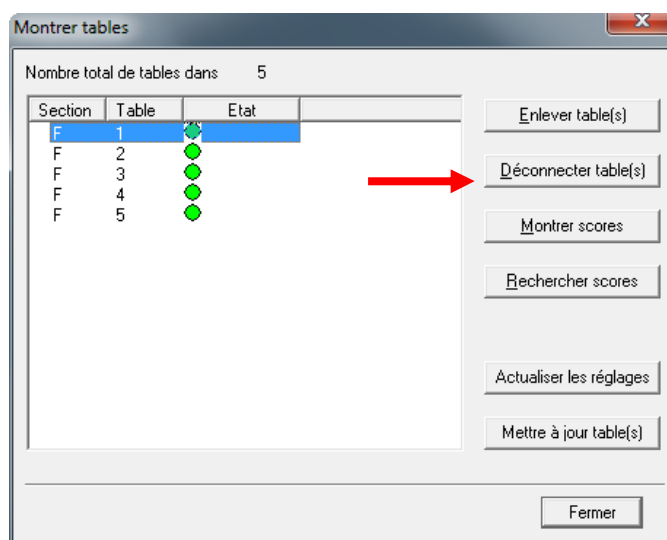 Montrer tables
Nombre total de tables dans 5
Section Table Etat
F 1
F 2
F 3
F 4
F 5
Enlever table(s)
Déconnecter table(s)
Montrer scores
Rechercher scores
Actualiser les réglages
Mettre à jour table(s)
Fermer